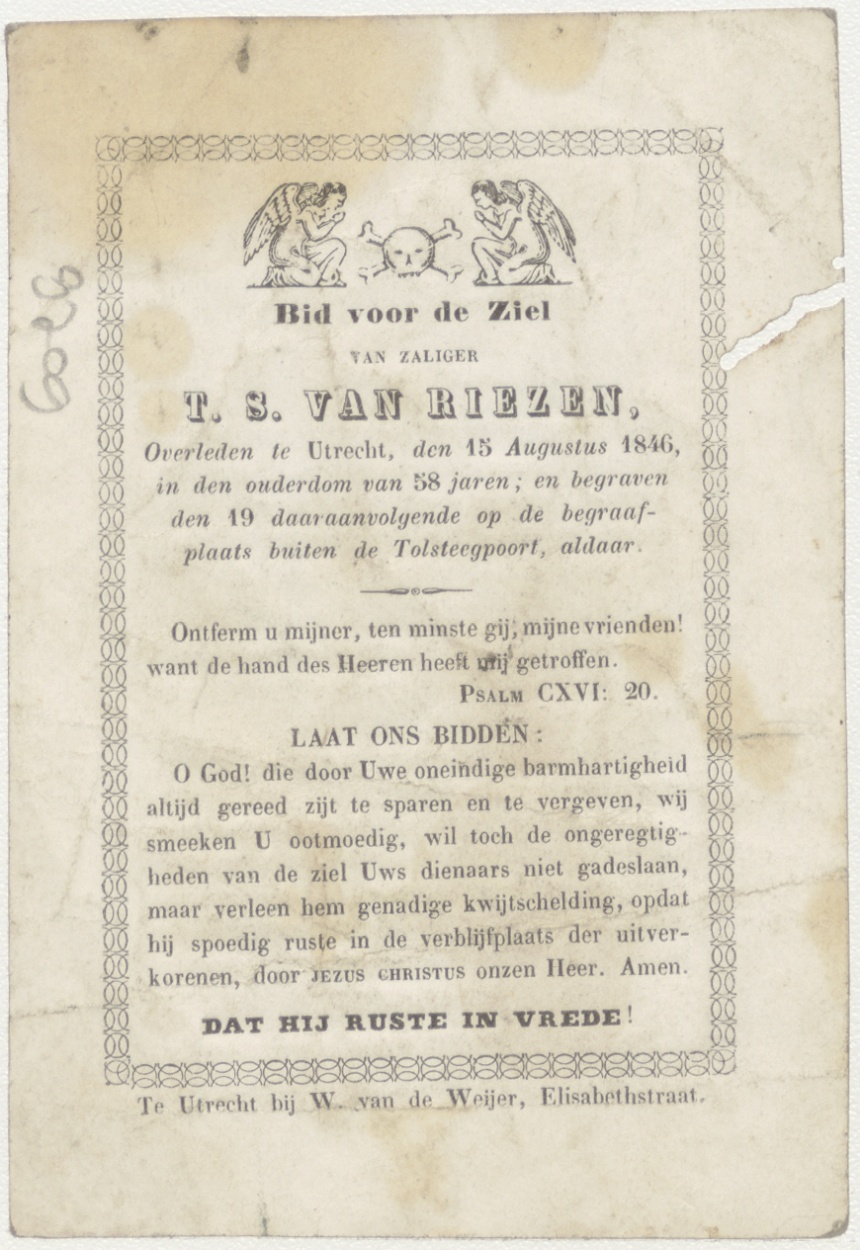 Bid voor de Ziel
VAN ZALIGER
T. S. VAN RIEZEN,
Overleden te Utrecht, den 15 Augustus 1846,
in den ouderdom van 58 jaren; en begraven
den 19 daaraanvolgende op de begraaf-
plaats buiten de Tolsteegpoort, aldaar.
Ontferm u mijner, ten minste gij, mijne vrienden!
want de hand des Heeren heeft mij getroffen.
PSALM CXVI: 20.
LAAT ONS BIDDEN:
O God! die door Uwe oneindige barmhartigheid
altijd gereed zijt te sparen en te vergeven, wij
smeeken U ootmoedig, wil toch de ongeregtig-
heden van de ziel Uws dienaars niet gadeslaan,
maar verleen hem genadige kwijtschelding, opdat
hij spoedig ruste in de verblijfplaats der uitver-
korenen, door JEZUS CHRISTUS onzen Heer. Amen.
DAT HIJ RUSTE IN VREDE!
Te Utrecht bij W. van de Weijer, Elisabethstraat.